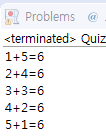 Problems @
<terminated> Quiz
1+5=6
2+4=6
3+3=6
4+2=6
5+1=6